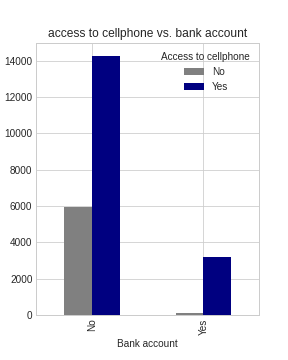 access to cellphone vs. bank account
Access to cellphone
No
Yes
14000
12000
10000
8000
6000
4000
2000
0
No
Yes
Bank account